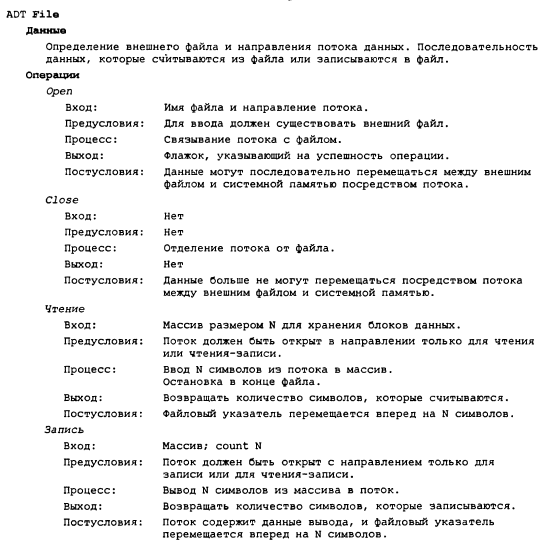 ADT File
Данные
Определение внешнего файла и направления потока данных. Последовательность
данных, которые считываются из файла или записываются в файл.
Операции
Open
Вход: Имя файла и направление потока.
Предусловия: Для ввода должен существовать внешний файл.
Процесс: Связывание потока с файлом.
Выход: Флажок, указывающий на успешность операции.
Постусловия: Данные могут последовательно перемещаться между внешним
файлом и системной памятью посредством потока.
Close
Вход: Нет
Предусловия: Нет
Процесс: Отделение потока от файла.
Выход: Нет
Постусловия: Данные больше не могут перемещаться посредством потока
между внешним файлом и системной памятью.
Чтение
Вход: Массив размером N для хранения блоков данных.
Предусловия: Поток должен быть открыт в направлении только для чтения
или чтения-записи.
Процесс: Ввод N символов из потока в массив.
Остановка в конце файла.
Выход: Возвращать количество символов, которые считываются.
Постусловия: Файловый указатель перемещается вперед на N символов.
Запись
Вход: Массив; count N
Предусловия: Поток должен быть открыт с направлением только для
записи или для чтения-записи.
Процесс: Вывод N символов из массива в поток.
Выход: Возвращать количество символов, которые записываются.
Постусловия: Поток содержит данные вывода, и файловый указатель
перемещается вперед на N символов.